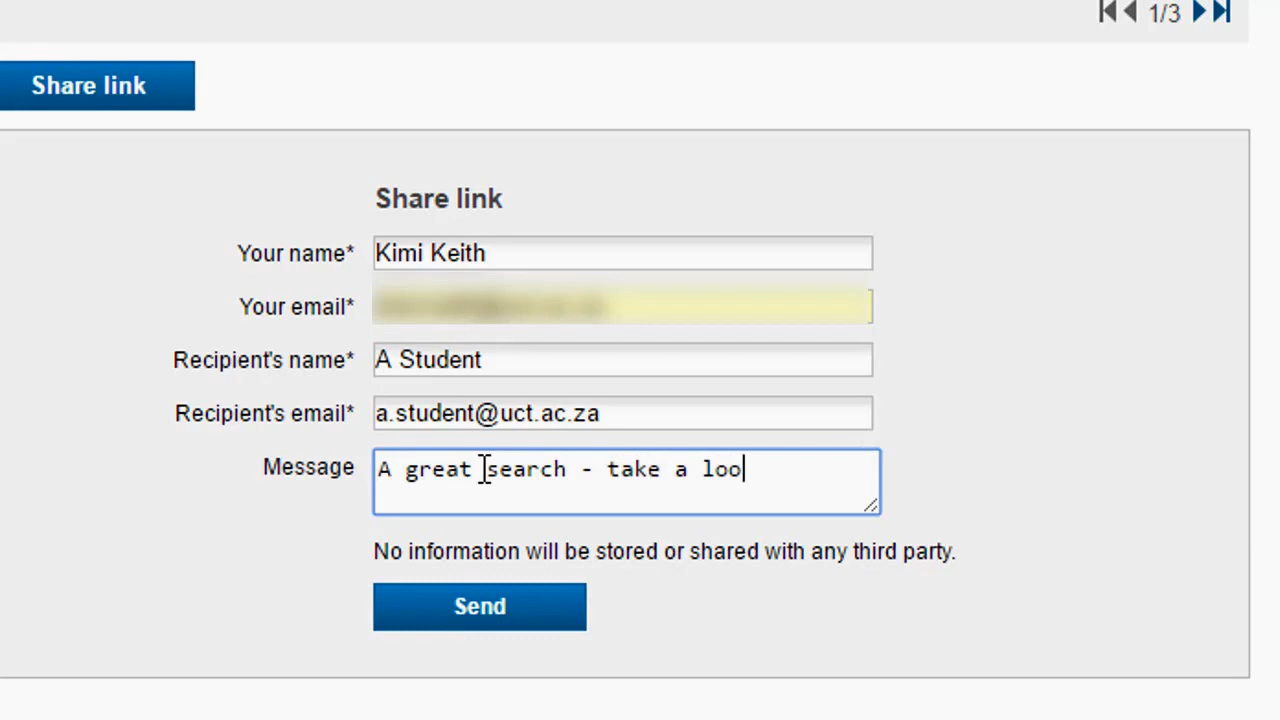 1/3
Share link
Share link
Your name* Kimi Keith
Your email*
Recipient's name* A Student
Recipient's email* a.student@uct.ac.za
Message A great search - take a loo
No information will be stored or shared with any third party.
Send